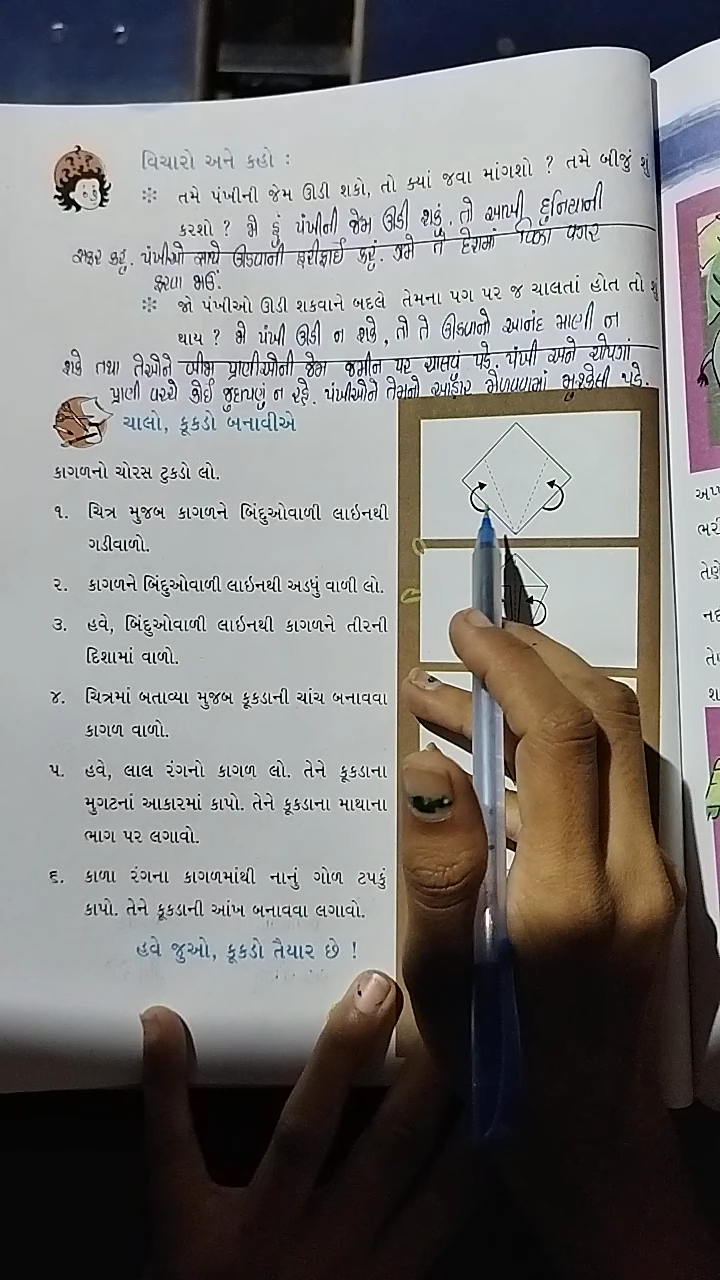 વિચારો અને કહો :
❊ તમે પંખીની જેમ ઊડી શકો, તો ક્યાં જવા માંગશો ? તમે બીજું શું
કરશો ? જો હું પંખીની જેમ ઊડી શકું, તો આખી દુનિયાની
સફર કરું. પંખીઓ સાથે ઊડવાની હરીફાઈ કરું. અમે તે દેશમાં વિઝા વગર
ફરવા જાઉં.
❊ જો પંખીઓ ઊડી શકવાને બદલે તેમના પગ પર જ ચાલતાં હોત તો શું
થાય ? જો પંખી ઊડી ન શકે, તો તે ઊડવાનો આનંદ માણી ન
શકે તથા તેઓને બીજા પ્રાણીઓની જેમ જમીન પર ચાલવું પડે. પંખી અને ચોપગાં
પ્રાણી વચ્ચે કોઈ જુદાપણું ન રહે. પંખીઓને તેમનો આહાર મેળવવામાં મુશ્કેલી પડે.
ચાલો, કૂકડો બનાવીએ
કાગળનો ચોરસ ટુકડો લો.
૧. ચિત્ર મુજબ કાગળને બિંદુઓવાળી લાઇનથી
ગડીવાળો.
૨. કાગળને બિંદુઓવાળી લાઇનથી અડધું વાળી લો.
૩. હવે, બિંદુઓવાળી લાઇનથી કાગળને તીરની
દિશામાં વાળો.
૪. ચિત્રમાં બતાવ્યા મુજબ કૂકડાની ચાંચ બનાવવા
કાગળ વાળો.
૫. હવે, લાલ રંગનો કાગળ લો. તેને કૂકડાના
મુગટનાં આકારમાં કાપો. તેને કૂકડાના માથાના
ભાગ પર લગાવો.
૬. કાળા રંગના કાગળમાંથી નાનું ગોળ ટપકું
કાપો. તેને કૂકડાની આંખ બનાવવા લગાવો.
હવે જુઓ, કૂકડો તૈયાર છે !